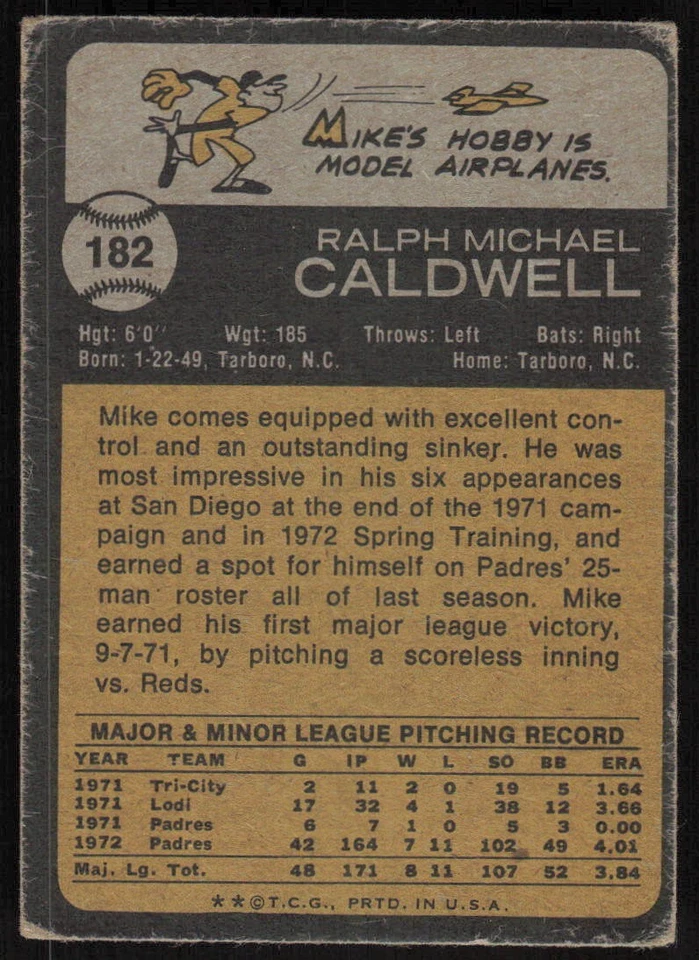 MIKE'S HOBBY IS
MODEL AIRPLANES.
182
RALPH MICHAEL
CALDWELL
Hgt: 6'0" Wgt: 185 Throws: Left Bats: Right
Born: 1-22-49, Tarboro, N.C. Home: Tarboro, N.C.
Mike comes equipped with excellent con-
trol and an outstanding sinker. He was
most impressive in his six appearances
at San Diego at the end of the 1971 cam-
paign and in 1972 Spring Training, and
earned a spot for himself on Padres' 25-
man roster all of last season. Mike
earned his first major league victory,
9-7-71, by pitching a scoreless inning
vs. Reds.
MAJOR & MINOR LEAGUE PITCHING RECORD
YEAR TEAM G IP W L SO BB ERA
1971 Tri-City 2 11 2 0 19 5 1.64
1971 Lodi 17 32 4 1 38 12 3.66
1971 Padres 6 7 1 0 5 3 0.00
1972 Padres 42 164 7 11 102 49 4.01
Maj. Lg. Tot. 48 171 8 11 107 52 3.84
**©T.C.G., PRTD. IN U.S.A.